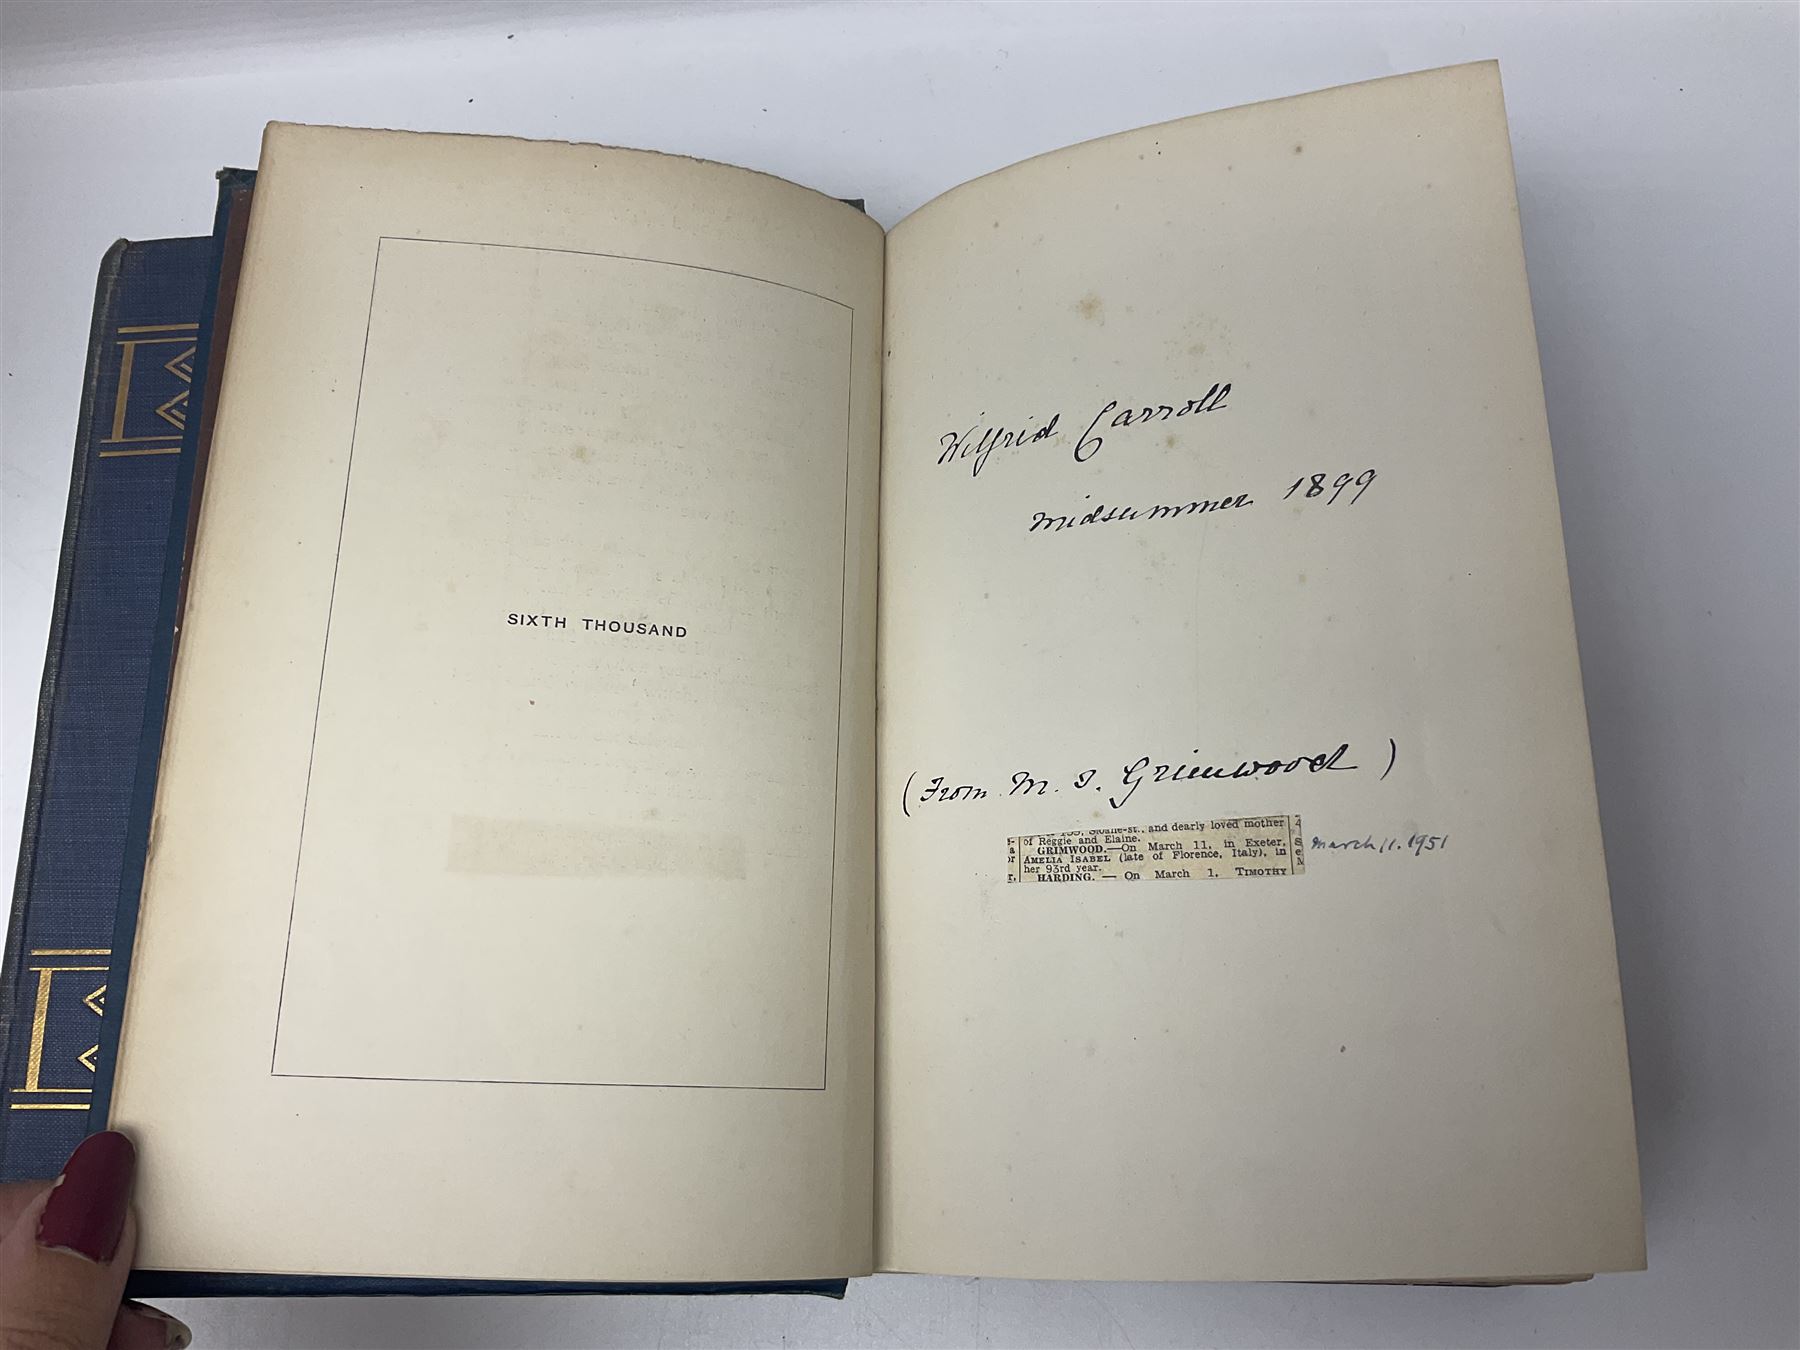 SIXTH THOUSAND
Wilfrid Carroll
midsummer 1899
(From M. I. Grimwood)
Sloane-st., and dearly loved mother
of Reggie and Elaine.
GRIMWOOD.—On March 11, in Exeter,
AMELIA ISABEL (late of Florence, Italy), in
her 93rd year.
HARDING. — On March 1, TIMOTHY
March 11. 1951